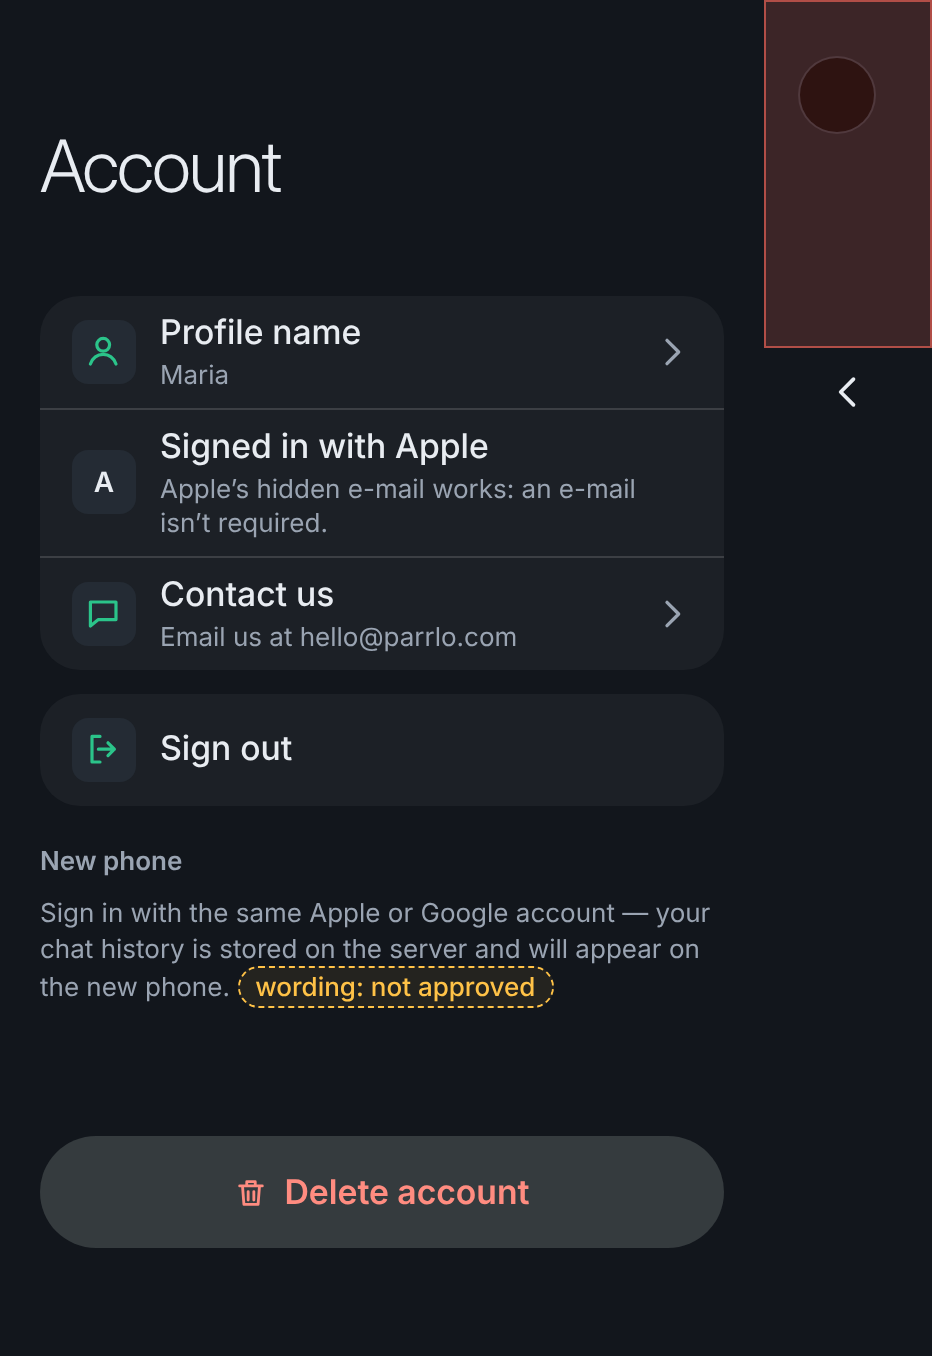 Account
Profile name
Maria
A
Signed in with Apple
Apple’s hidden e-mail works: an e-mail
isn’t required.
Contact us
Email us at hello@parrlo.com
Sign out
New phone
Sign in with the same Apple or Google account — your
chat history is stored on the server and will appear on
the new phone. wording: not approved
Delete account